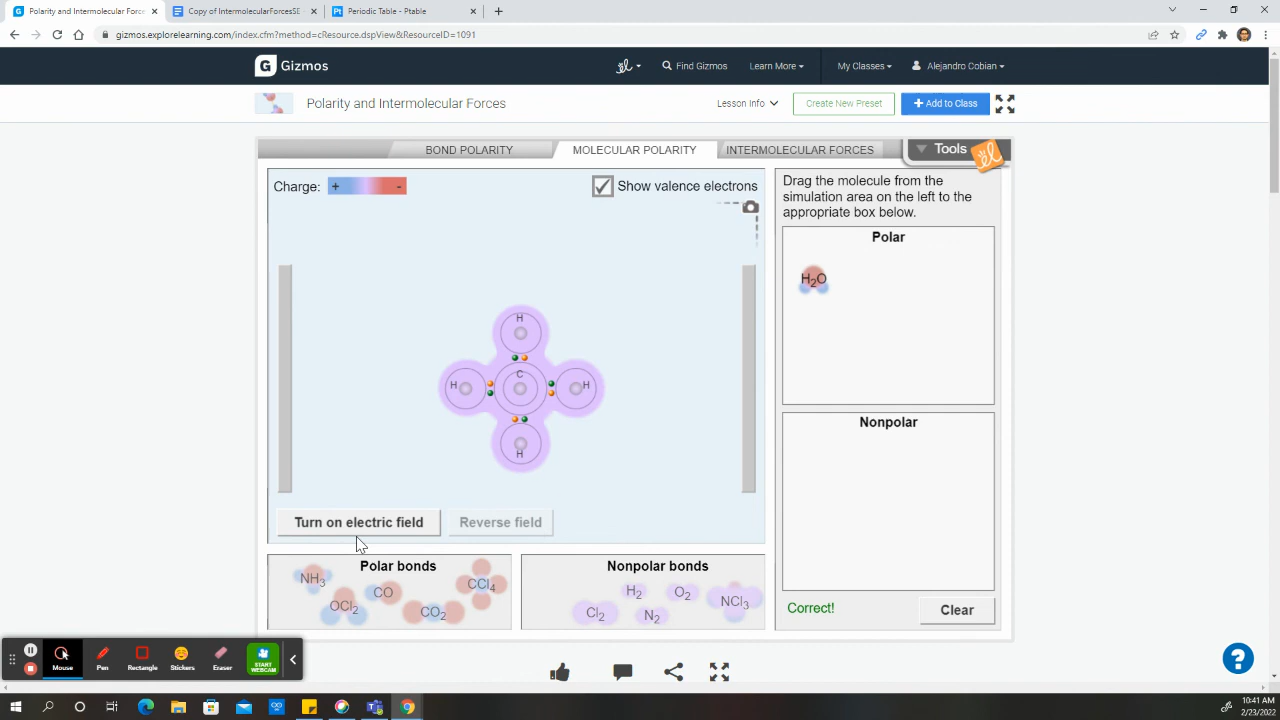 Polarity and Intermolecular Force
Copy of IntermolecularForcesSE -
Periodic Table - Ptable
gizmos.explorelearning.com/index.cfm?method=cResource.dspView&ResourceID=1091
G Gizmos
Find Gizmos
Learn More
My Classes
Alejandro Cobian
Polarity and Intermolecular Forces
Lesson Info
Create New Preset
+ Add to Class
BOND POLARITY
MOLECULAR POLARITY
INTERMOLECULAR FORCES
Tools
Charge: + -
Show valence electrons
Drag the molecule from the
simulation area on the left to the
appropriate box below.
Polar
H2O
H
H C H
H
Nonpolar
Turn on electric field
Reverse field
Polar bonds
NH3
OCl2
CO
CO2
CCl4
Nonpolar bonds
Cl2
H2
N2
O2
NCl3
Correct!
Clear
Mouse
Pen
Rectangle
Stickers
Eraser
START
WEBCAM
?
10:41 AM
2/23/2022